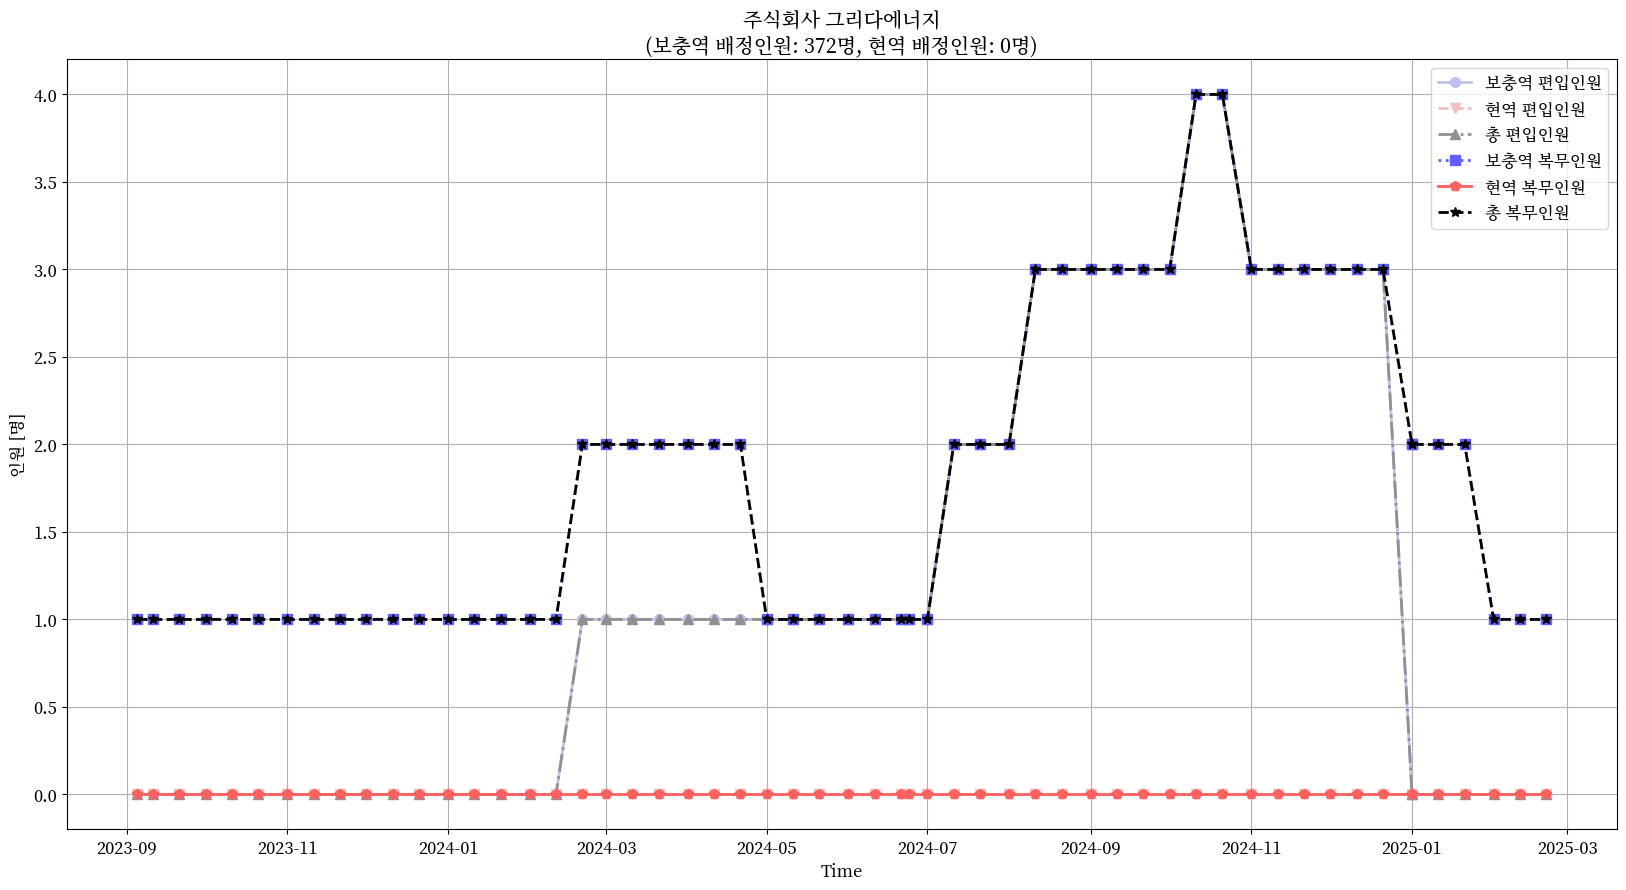 주식회사 그리다에너지
(보충역 배정인원: 372명, 현역 배정인원: 0명)
보충역 편입인원
현역 편입인원
총 편입인원
보충역 복무인원
현역 복무인원
총 복무인원
인원 [명]
4.0
3.5
3.0
2.5
2.0
1.5
1.0
0.5
0.0
2023-09 2023-11 2024-01 2024-03 2024-05 2024-07 2024-09 2024-11 2025-01 2025-03
Time